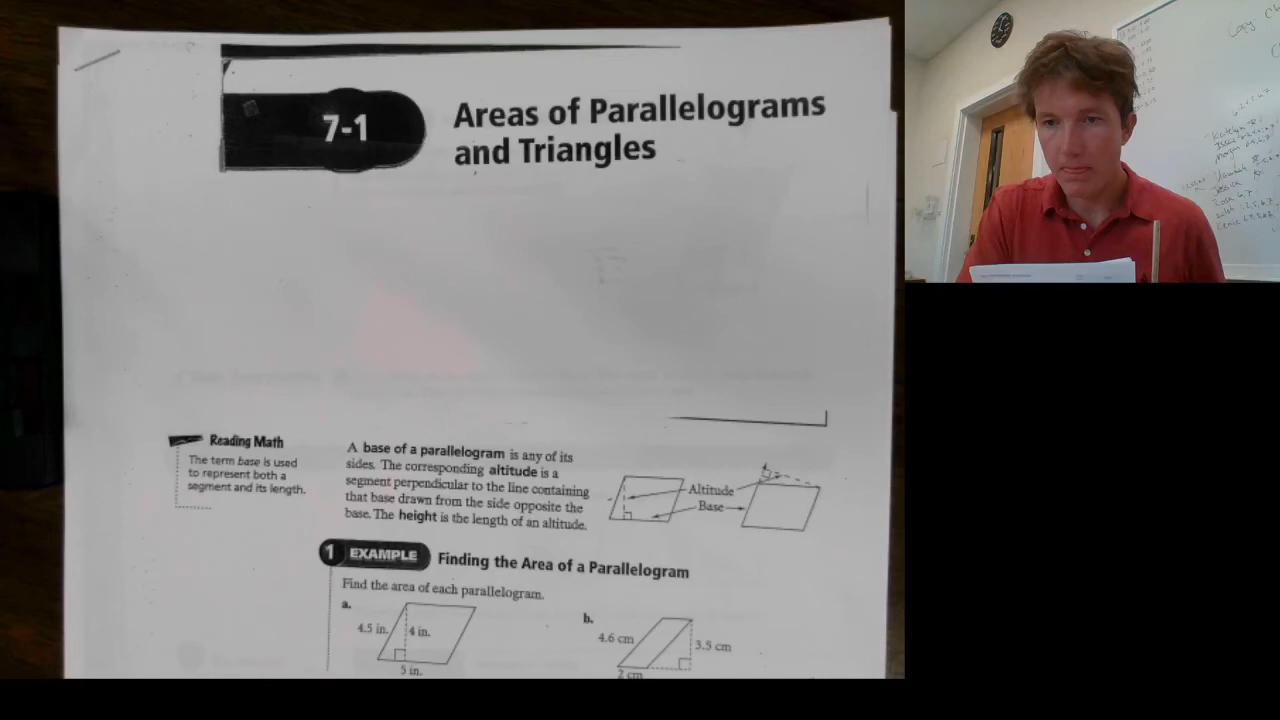 7-1
Areas of Parallelograms
and Triangles
Reading Math
The term base is used
to represent both a
segment and its length.
A base of a parallelogram is any of its
sides. The corresponding altitude is a
segment perpendicular to the line containing
that base drawn from the side opposite the
base. The height is the length of an altitude.
Altitude
Base
1 EXAMPLE Finding the Area of a Parallelogram
Find the area of each parallelogram.
a.
4.5 in.
4 in.
5 in.
b.
4.6 cm
3.5 cm
2 cm
Copy